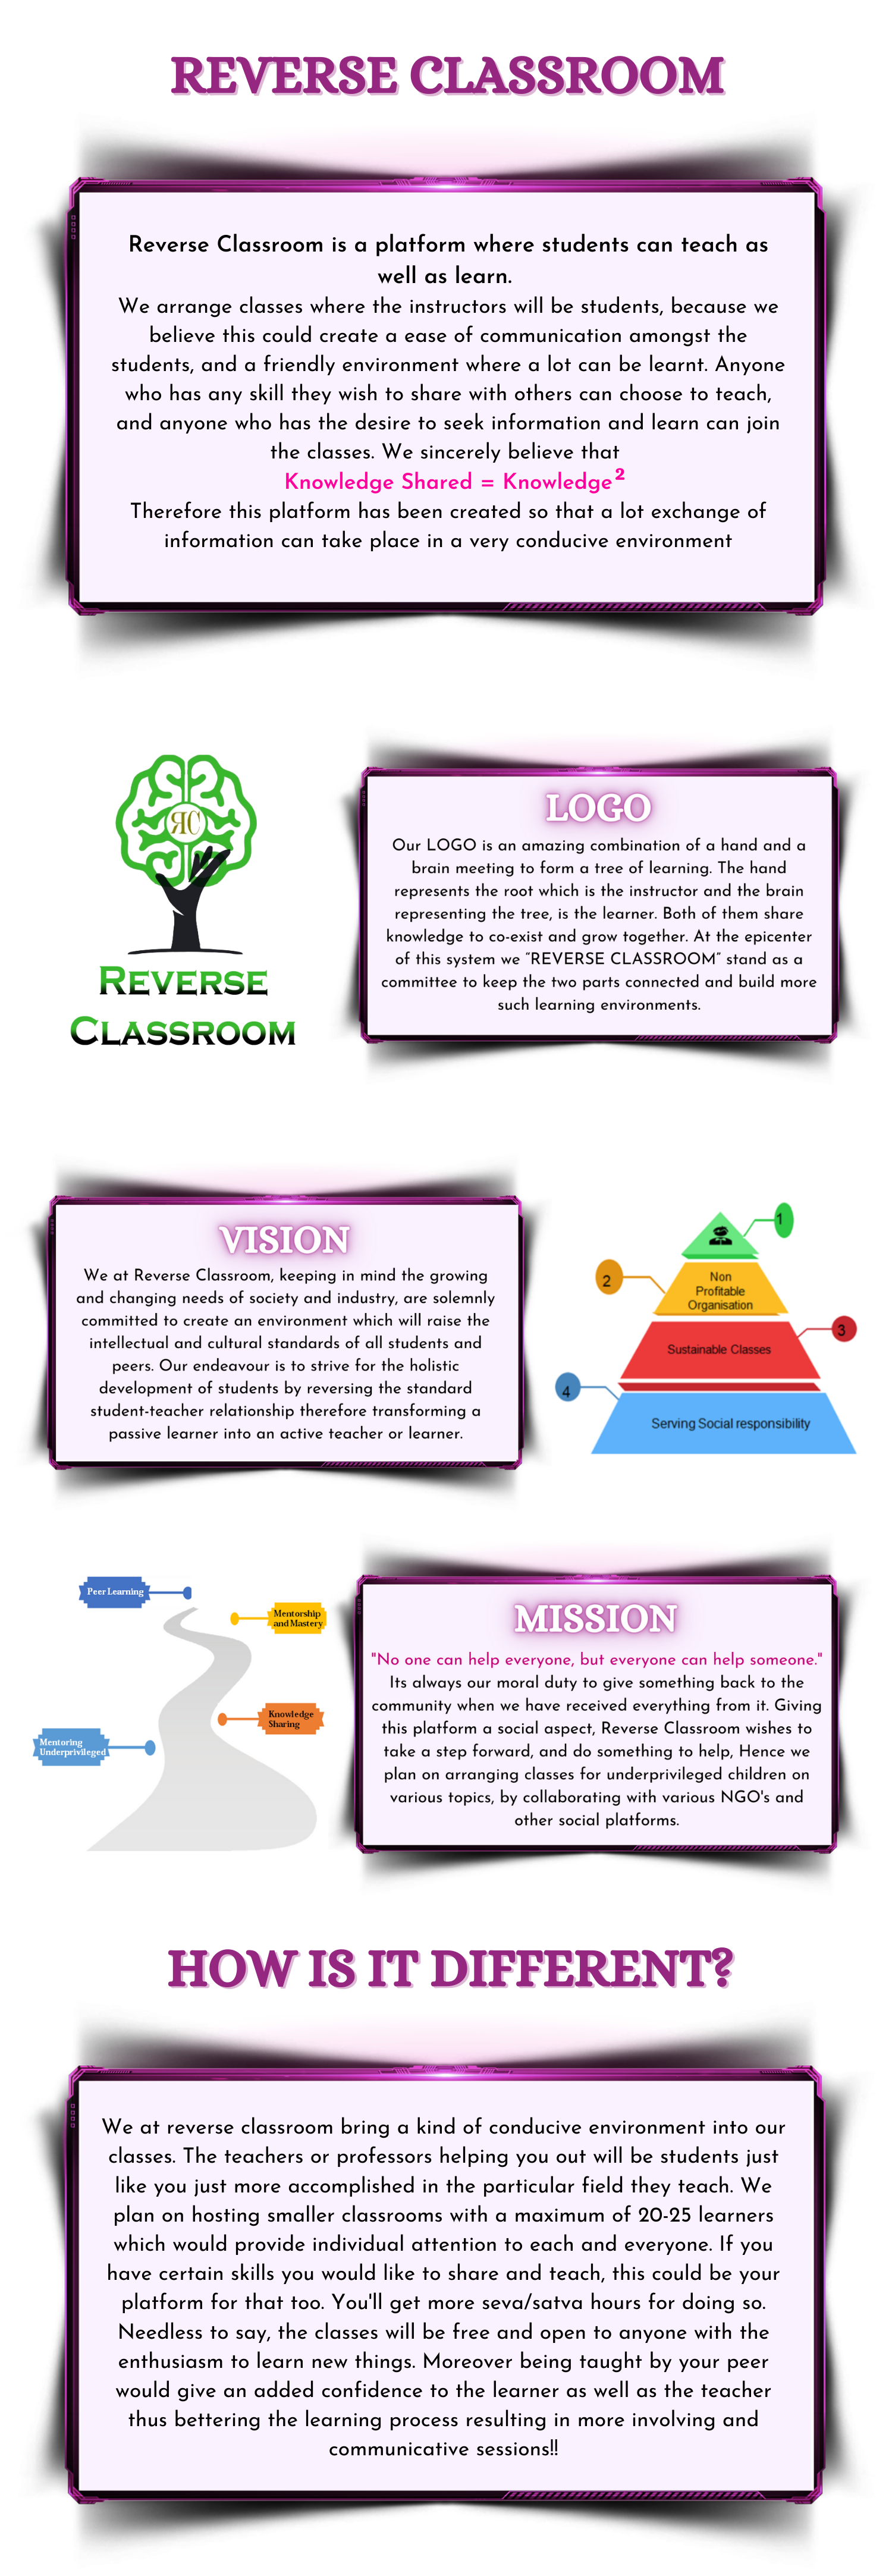 REVERSE CLASSROOM
Reverse Classroom is a platform where students can teach as
well as learn.
We arrange classes where the instructors will be students, because we
believe this could create a ease of communication amongst the
students, and a friendly environment where a lot can be learnt. Anyone
who has any skill they wish to share with others can choose to teach,
and anyone who has the desire to seek information and learn can join
the classes. We sincerely believe that
Knowledge Shared = Knowledge²
Therefore this platform has been created so that a lot exchange of
information can take place in a very conducive environment
RC
REVERSE
CLASSROOM
LOGO
Our LOGO is an amazing combination of a hand and a
brain meeting to form a tree of learning. The hand
represents the root which is the instructor and the brain
representing the tree, is the learner. Both of them share
knowledge to co-exist and grow together. At the epicenter
of this system we “REVERSE CLASSROOM” stand as a
committee to keep the two parts connected and build more
such learning environments.
VISION
We at Reverse Classroom, keeping in mind the growing
and changing needs of society and industry, are solemnly
committed to create an environment which will raise the
intellectual and cultural standards of all students and
peers. Our endeavour is to strive for the holistic
development of students by reversing the standard
student-teacher relationship therefore transforming a
passive learner into an active teacher or learner.
1
2
Non
Profitable
Organisation
3
Sustainable Classes
4
Serving Social responsibility
Peer Learning
Mentorship
and Mastery
Knowledge
Sharing
Mentoring
Underprivileged
MISSION
"No one can help everyone, but everyone can help someone."
Its always our moral duty to give something back to the
community when we have received everything from it. Giving
this platform a social aspect, Reverse Classroom wishes to
take a step forward, and do something to help, Hence we
plan on arranging classes for underprivileged children on
various topics, by collaborating with various NGO's and
other social platforms.
HOW IS IT DIFFERENT?
We at reverse classroom bring a kind of conducive environment into our
classes. The teachers or professors helping you out will be students just
like you just more accomplished in the particular field they teach. We
plan on hosting smaller classrooms with a maximum of 20-25 learners
which would provide individual attention to each and everyone. If you
have certain skills you would like to share and teach, this could be your
platform for that too. You'll get more seva/satva hours for doing so.
Needless to say, the classes will be free and open to anyone with the
enthusiasm to learn new things. Moreover being taught by your peer
would give an added confidence to the learner as well as the teacher
thus bettering the learning process resulting in more involving and
communicative sessions!!